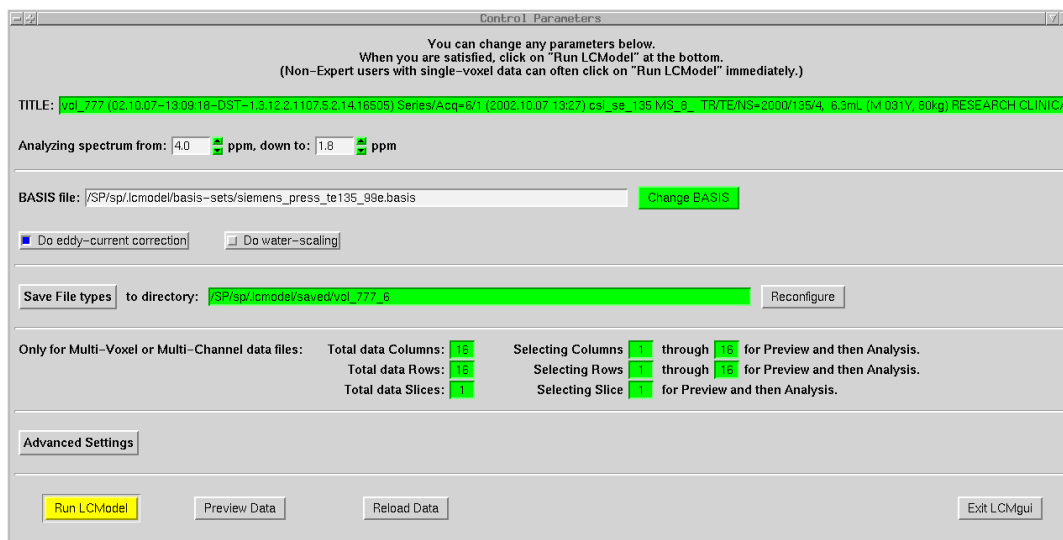 Control Parameters
You can change any parameters below.
When you are satisfied, click on "Run LCModel" at the bottom.
(Non-Expert users with single-voxel data can often click on "Run LCModel" immediately.)
TITLE: vol_777 (02.10.07-13:09:18-DST-1.3.12.2.1107.5.2.14.16505) Series/Acq=6/1 (2002.10.07 13:27) csi_se_135 MS_8_ TR/TE/NS=2000/135/4, 6.3mL (M 031Y, 80kg) RESEARCH CLINICA
Analyzing spectrum from: 4.0 ppm, down to: 1.8 ppm
BASIS file: /SP/sp/.lcmodel/basis-sets/siemens_press_te135_99e.basis Change BASIS
Do eddy-current correction Do water-scaling
Save File types to directory: /SP/sp/.lcmodel/saved/vol_777_6 Reconfigure
Only for Multi-Voxel or Multi-Channel data files: Total data Columns: 16 Selecting Columns 1 through 16 for Preview and then Analysis.
Total data Rows: 16 Selecting Rows 1 through 16 for Preview and then Analysis.
Total data Slices: 1 Selecting Slice 1 for Preview and then Analysis.
Advanced Settings
Run LCModel Preview Data Reload Data Exit LCMgui